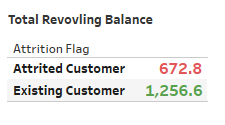 Total Revovling Balance
Attrition Flag
Attrited Customer 672.8
Existing Customer 1,256.6